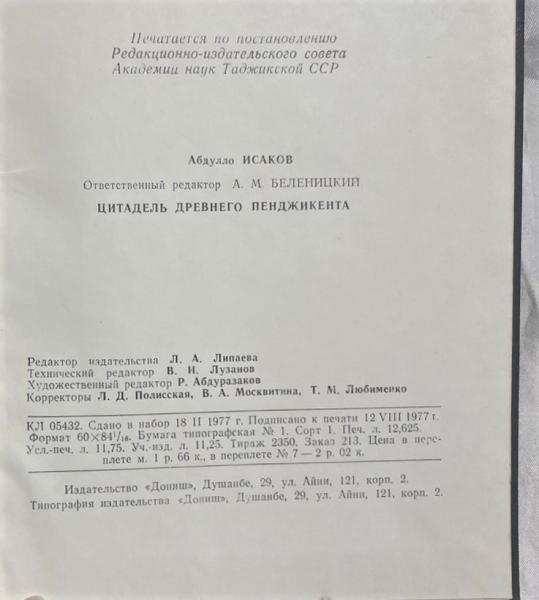 Печатается по постановлению
Редакционно-издательского совета
Академии наук Таджикской ССР
Абдулло ИСАКОВ
Ответственный редактор А. М. БЕЛЕНИЦКИЙ
ЦИТАДЕЛЬ ДРЕВНЕГО ПЕНДЖИКЕНТА
Редактор издательства Л. А. Липаева
Технический редактор В. И. Лузанов
Художественный редактор Р. Абдуразаков
Корректоры Л. Д. Полисская, В. А. Москвитина, Т. М. Любименко
КЛ 05432. Сдано в набор 18 II 1977 г. Подписано к печати 12 VIII 1977 г.
Формат 60×84¹/₁₆. Бумага типографская № 1. Сорт 1. Печ. л. 12,625.
Усл.-печ. л. 11,75. Уч.-изд. л. 11,25. Тираж 2350. Заказ 213. Цена в пере-
плете м. 1 р. 66 к., в переплете № 7—2 р. 02 к.
Издательство «Дониш», Душанбе, 29, ул. Айни, 121, корп. 2.
Типография издательства «Дониш», Душанбе, 29, ул. Айни, 121, корп. 2.